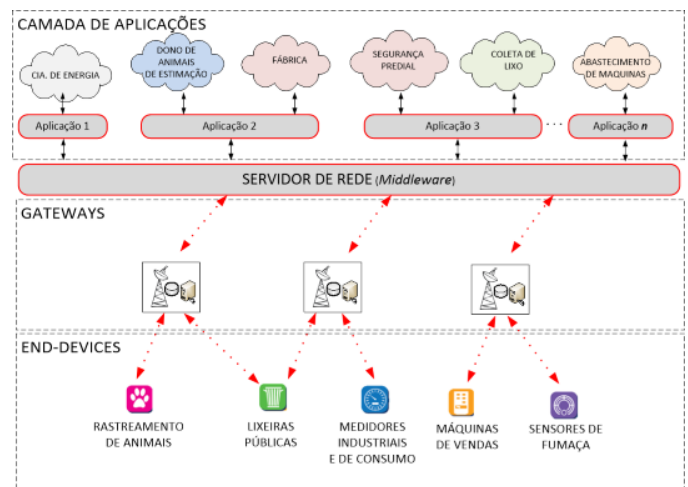 CAMADA DE APLICAÇÕES
CIA. DE ENERGIA
DONO DE
ANIMAIS
DE ESTIMAÇÃO
FÁBRICA
SEGURANÇA
PREDIAL
COLETA DE
LIXO
ABASTECIMENTO
DE MAQUINAS
Aplicação 1
Aplicação 2
Aplicação 3
. . .
Aplicação n
SERVIDOR DE REDE (Middleware)
GATEWAYS
END-DEVICES
RASTREAMENTO
DE ANIMAIS
LIXEIRAS
PÚBLICAS
MEDIDORES
INDUSTRIAIS
E DE CONSUMO
MÁQUINAS
DE VENDAS
SENSORES DE
FUMAÇA